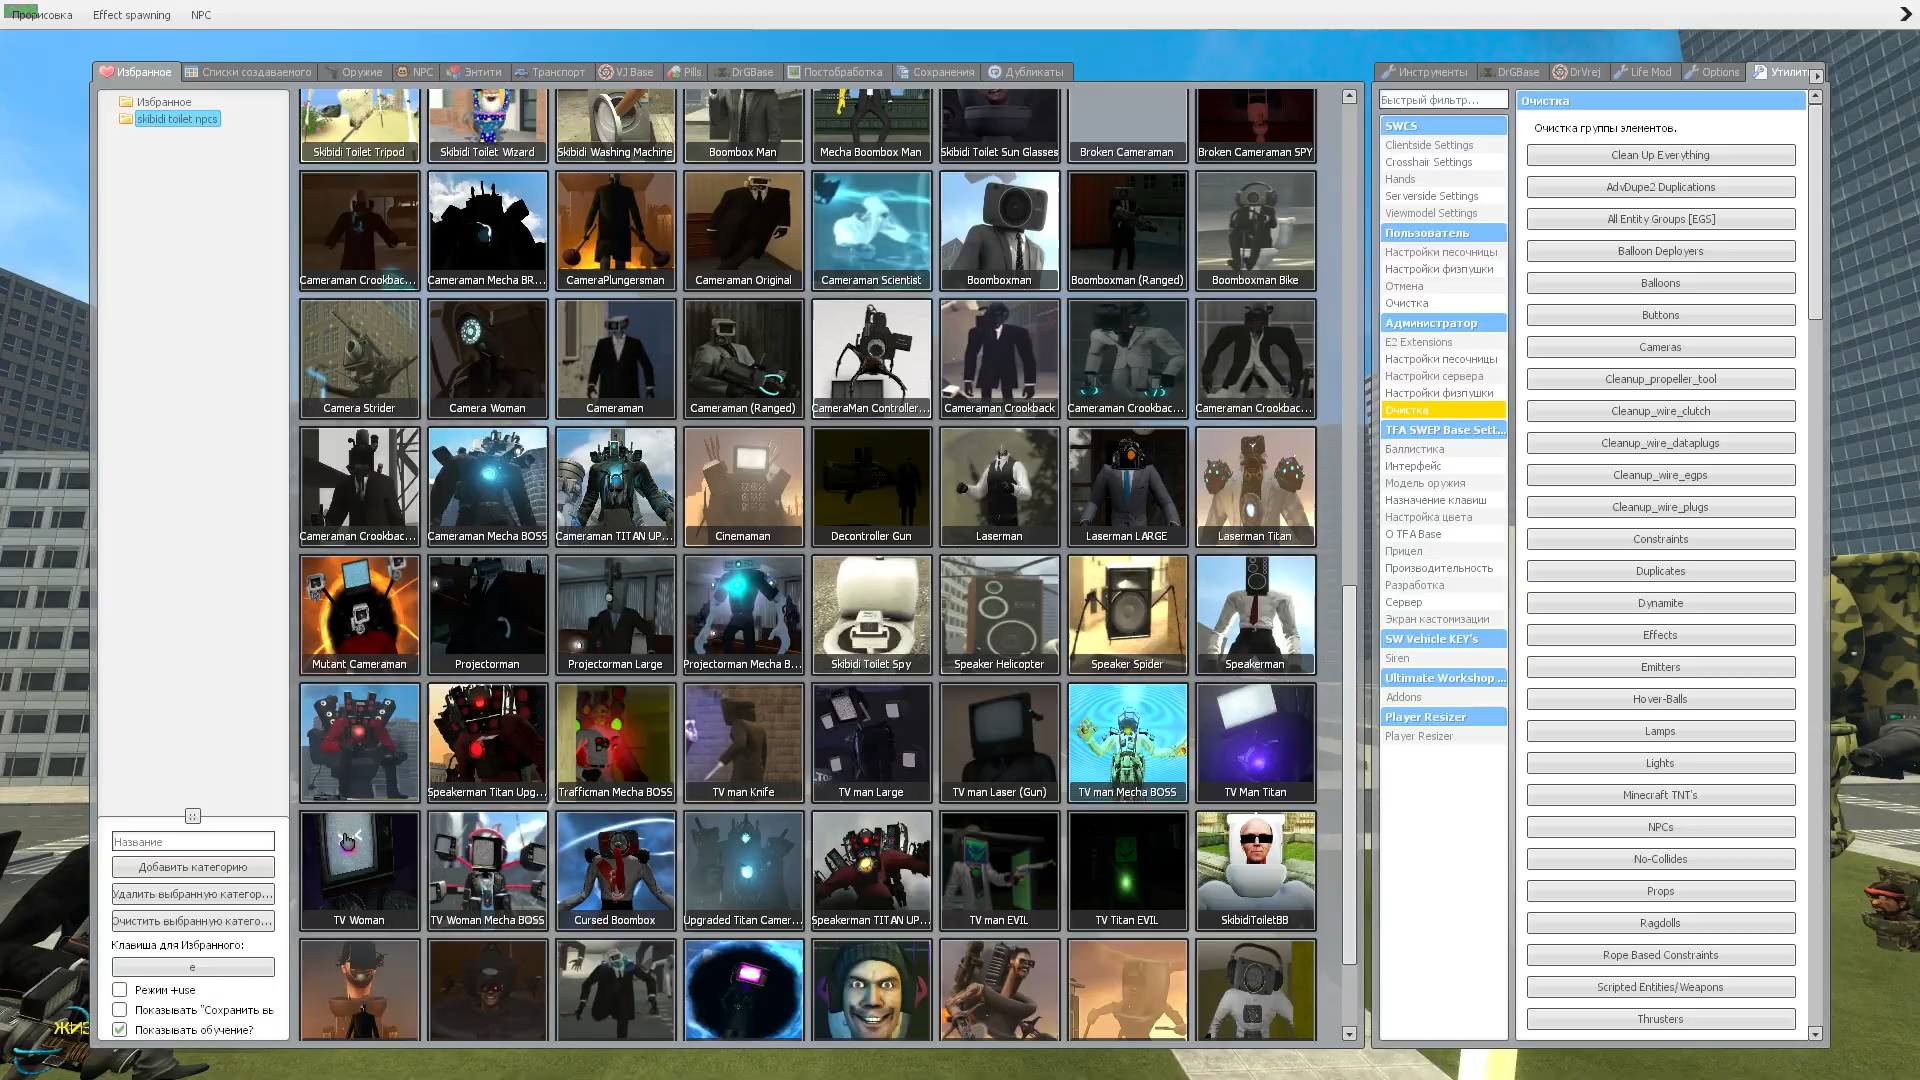 Прорисовка
Effect spawning
NPC
Избранное
Списки создаваемого
Оружие
NPC
Энтити
Транспорт
VJ Base
Pills
DrGBase
Постобработка
Сохранения
Дубликаты
Инструменты
DrGBase
DrVrej
Life Mod
Options
Утилит
Избранное
skibidi toilet npcs
Skibidi Toilet Tripod
Skibidi Toilet Wizard
Skibidi Washing Machine
Boombox Man
Mecha Boombox Man
Skibidi Toilet Sun Glasses
Broken Cameraman
Broken Cameraman SPY
Cameraman Crookbac...
Cameraman Mecha BR...
CameraPlungersman
Cameraman Original
Cameraman Scientist
Boomboxman
Boomboxman (Ranged)
Boomboxman Bike
Camera Strider
Camera Woman
Cameraman
Cameraman (Ranged)
CameraMan Controller...
Cameraman Crookback
Cameraman Crookbac...
Cameraman Crookbac...
Cameraman Crookbac...
Cameraman Mecha BOSS
Cameraman TITAN UP...
Cinemaman
Decontroller Gun
Laserman
Laserman LARGE
Laserman Titan
Mutant Cameraman
Projectorman
Projectorman Large
Projectorman Mecha B...
Skibidi Toilet Spy
Speaker Helicopter
Speaker Spider
Speakerman
Speakerman Titan Upg...
Trafficman Mecha BOSS
TV man Knife
TV man Large
TV man Laser (Gun)
TV man Mecha BOSS
TV Man Titan
TV Woman
TV Woman Mecha BOSS
Cursed Boombox
Upgraded Titan Camer...
Speakerman TITAN UP...
TV man EVIL
TV Titan EVIL
SkibidiToiletBB
Название
Добавить категорию
Удалить выбранную категор...
Очистить выбранную катего...
Клавиша для Избранного:
e
Режим +use
Показывать "Сохранить вы
Показывать обучение?
ЖИЗ
Быстрый фильтр...
SWCS
Clientside Settings
Crosshair Settings
Hands
Serverside Settings
Viewmodel Settings
Пользователь
Настройки песочницы
Настройки физпушки
Отмена
Очистка
Администратор
E2 Extensions
Настройки песочницы
Настройки сервера
Настройки физпушки
Очистка
TFA SWEP Base Sett...
Баллистика
Интерфейс
Модель оружия
Назначение клавиш
Настройка цвета
О TFA Base
Прицел
Производительность
Разработка
Сервер
Экран кастомизации
SW Vehicle KEY's
Siren
Ultimate Workshop ...
Addons
Player Resizer
Player Resizer
Очистка
Очистка группы элементов.
Clean Up Everything
AdvDupe2 Duplications
All Entity Groups [EGS]
Balloon Deployers
Balloons
Buttons
Cameras
Cleanup_propeller_tool
Cleanup_wire_clutch
Cleanup_wire_dataplugs
Cleanup_wire_egps
Cleanup_wire_plugs
Constraints
Duplicates
Dynamite
Effects
Emitters
Hover-Balls
Lamps
Lights
Minecraft TNT's
NPCs
No-Collides
Props
Ragdolls
Rope Based Constraints
Scripted Entities/Weapons
Thrusters